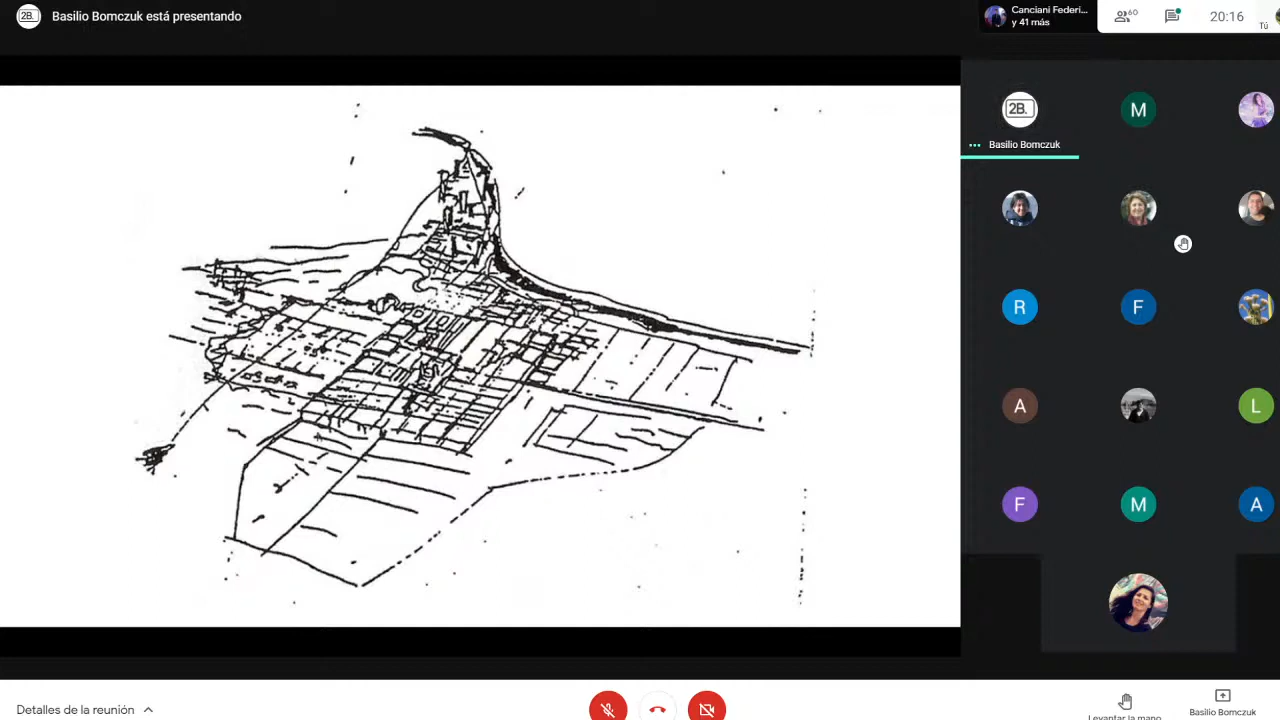 2B.
Basilio Bomczuk está presentando
Canciani Federi...
y 41 más
60
20:16
Tú
2B.
M
Basilio Bomczuk
R
F
A
L
F
M
A
Detalles de la reunión
Levantar la mano
Basilio Bomczuk